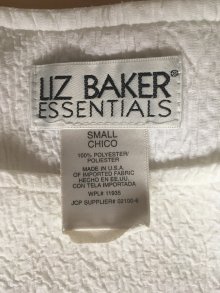 LIZ BAKER®
ESSENTIALS
SMALL
CHICO
100% POLYESTER/
POLIESTER
MADE IN U.S.A.
OF IMPORTED FABRIC
HECHO EN EE.UU.
CON TELA IMPORTADA
WPL# 11935
JCP SUPPLIER# 02100-6